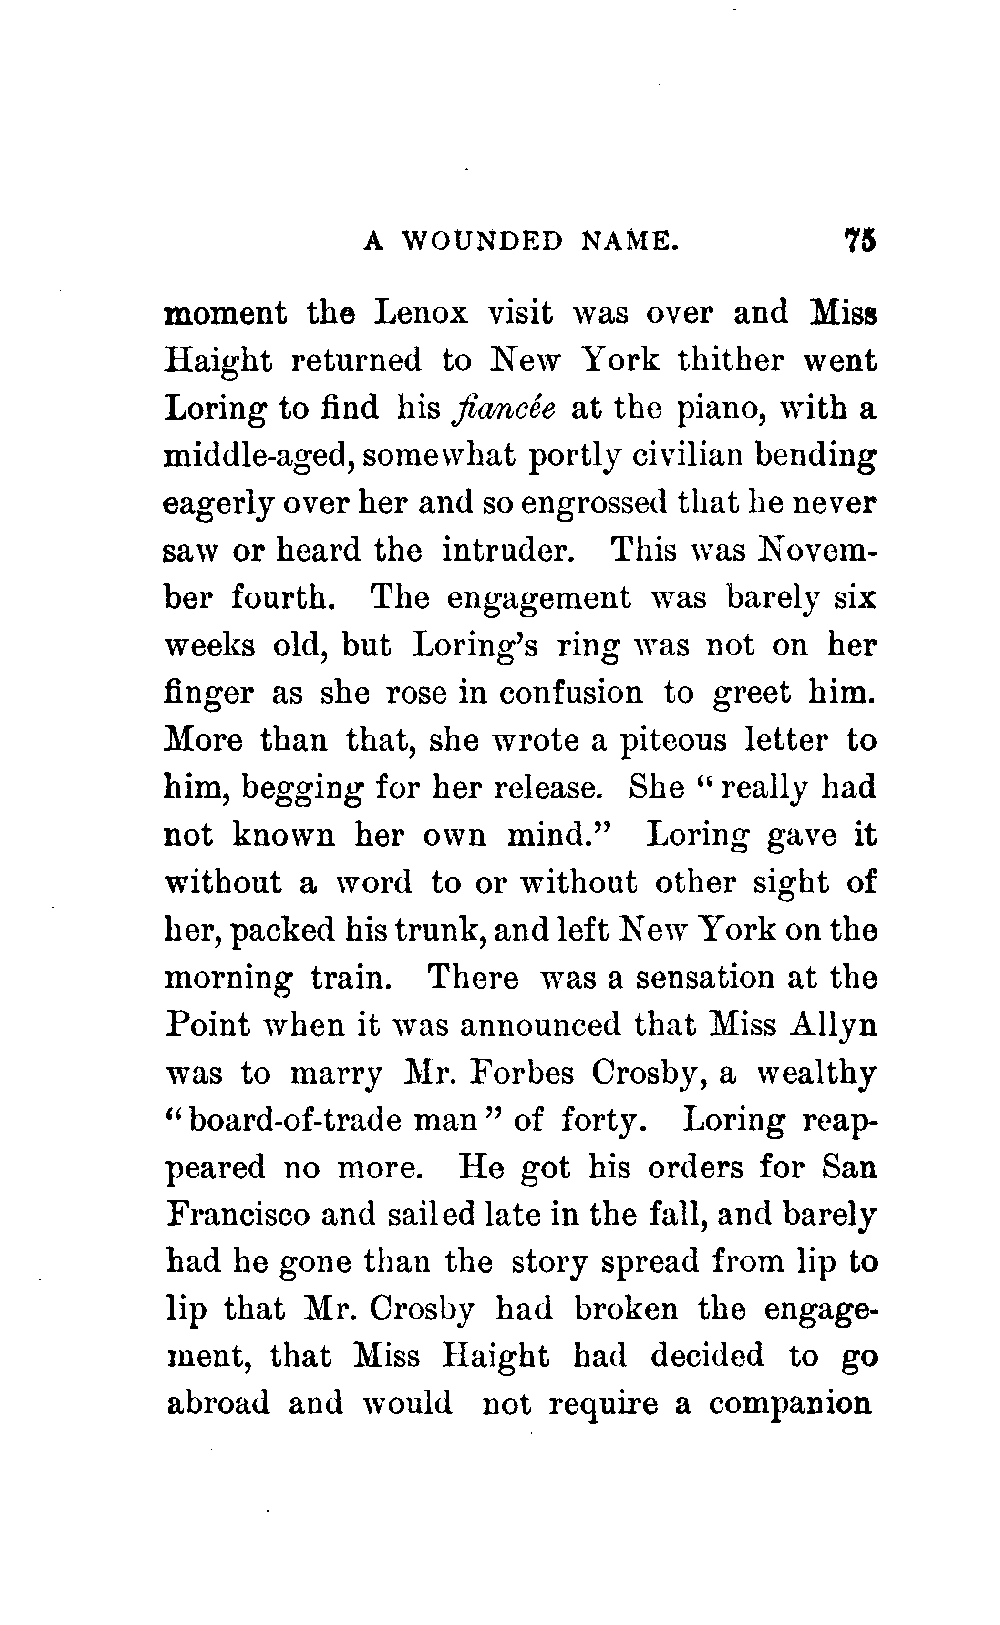 A WOUNDED NAME. 75
moment the Lenox visit was over and Miss
Haight returned to New York thither went
Loring to find his fiancée at the piano, with a
middle-aged, somewhat portly civilian bending
eagerly over her and so engrossed that he never
saw or heard the intruder. This was Novem-
ber fourth. The engagement was barely six
weeks old, but Loring's ring was not on her
finger as she rose in confusion to greet him.
More than that, she wrote a piteous letter to
him, begging for her release. She “really had
not known her own mind.” Loring gave it
without a word to or without other sight of
her, packed his trunk, and left New York on the
morning train. There was a sensation at the
Point when it was announced that Miss Allyn
was to marry Mr. Forbes Crosby, a wealthy
“board-of-trade man” of forty. Loring reap-
peared no more. He got his orders for San
Francisco and sailed late in the fall, and barely
had he gone than the story spread from lip to
lip that Mr. Crosby had broken the engage-
ment, that Miss Haight had decided to go
abroad and would not require a companion